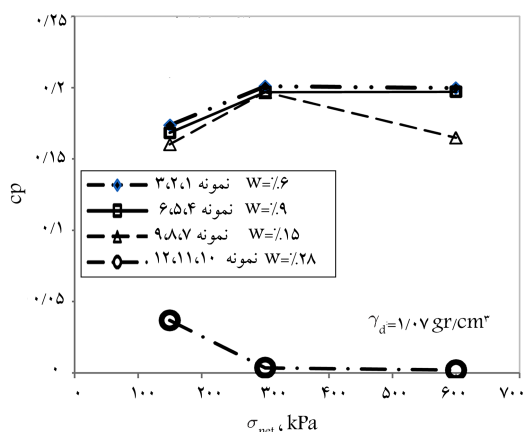 ۰/۲۵
۰/۲
۰/۱۵
۰/۱
۰/۰۵
۰
cp
W=٪۶ نمونه ۳،۲،۱
W=٪۹ نمونه ۶،۵،۴
W=٪۱۵ نمونه ۹،۸،۷
W=٪۲۸ نمونه ۱۲،۱۱،۱۰
γd=۱/۰۷ gr/cm³
۰ ۱۰۰ ۲۰۰ ۳۰۰ ۴۰۰ ۵۰۰ ۶۰۰ ۷۰۰
σnet, kPa